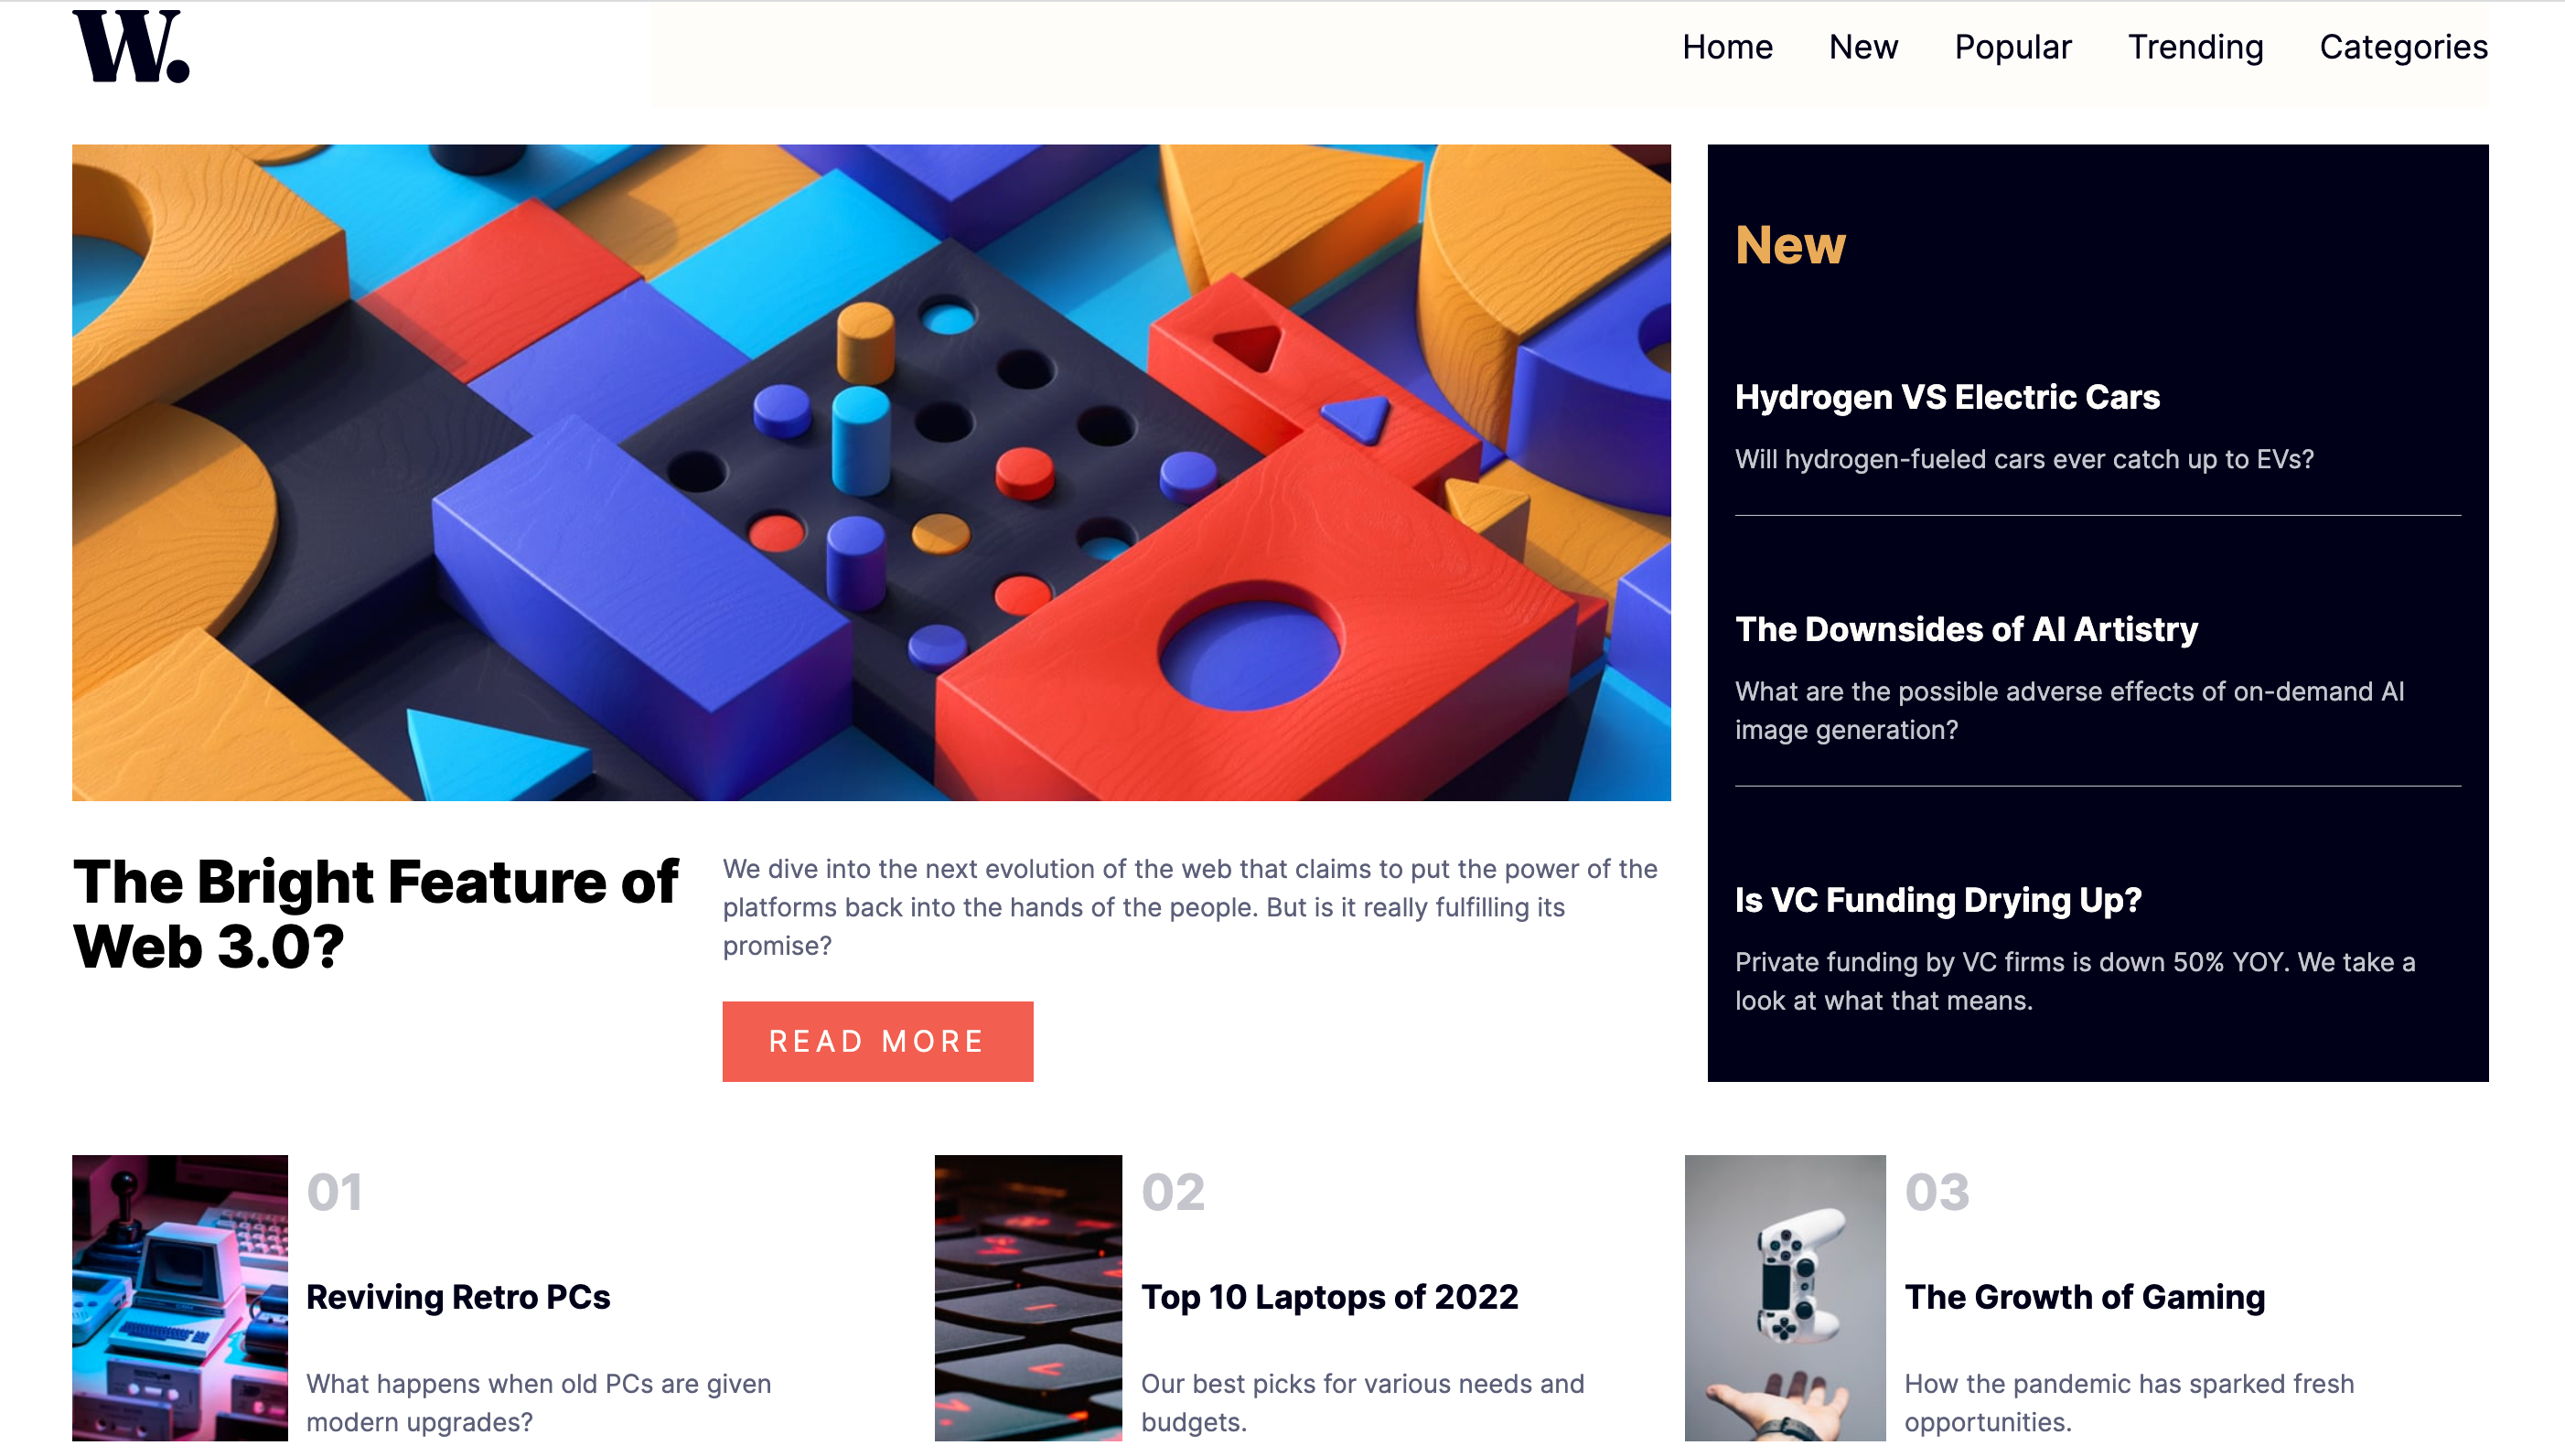 W.
Home
New
Popular
Trending
Categories
New
Hydrogen VS Electric Cars
Will hydrogen-fueled cars ever catch up to EVs?
The Downsides of AI Artistry
What are the possible adverse effects of on-demand AI
image generation?
Is VC Funding Drying Up?
Private funding by VC firms is down 50% YOY. We take a
look at what that means.
The Bright Feature of
Web 3.0?
We dive into the next evolution of the web that claims to put the power of the
platforms back into the hands of the people. But is it really fulfilling its
promise?
READ MORE
01
Reviving Retro PCs
What happens when old PCs are given
modern upgrades?
02
Top 10 Laptops of 2022
Our best picks for various needs and
budgets.
03
The Growth of Gaming
How the pandemic has sparked fresh
opportunities.